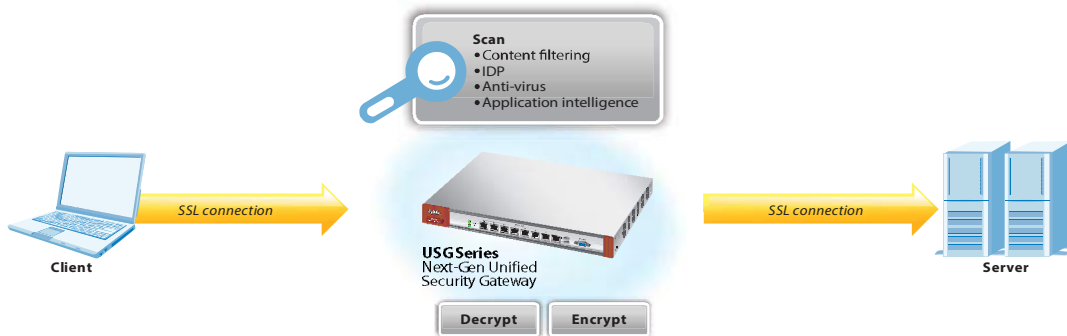 Scan
•Content filtering
•IDP
•Anti-virus
•Application intelligence
SSL connection
SSL connection
Client
USG Series
Next-Gen Unified
Security Gateway
Server
Decrypt
Encrypt